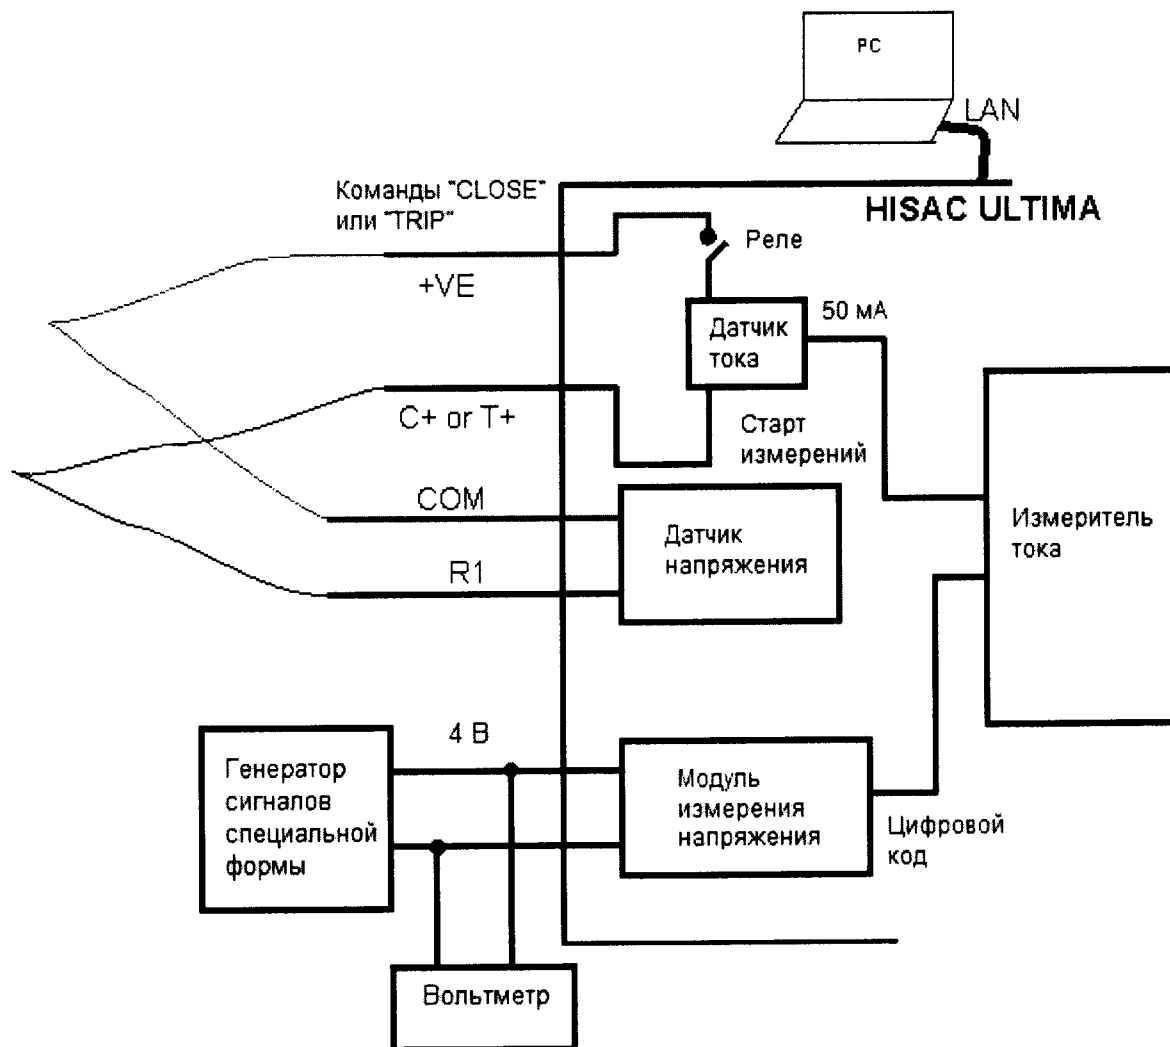 PC
LAN
Команды "CLOSE"
или "TRIP"
HISAC ULTIMA
Реле
+VE
50 мА
Датчик
тока
C+ or T+
Старт
измерений
COM
Датчик
напряжения
Измеритель
тока
R1
4 В
Генератор
сигналов
специальной
формы
Модуль
измерения
напряжения
Цифровой
код
Вольтметр